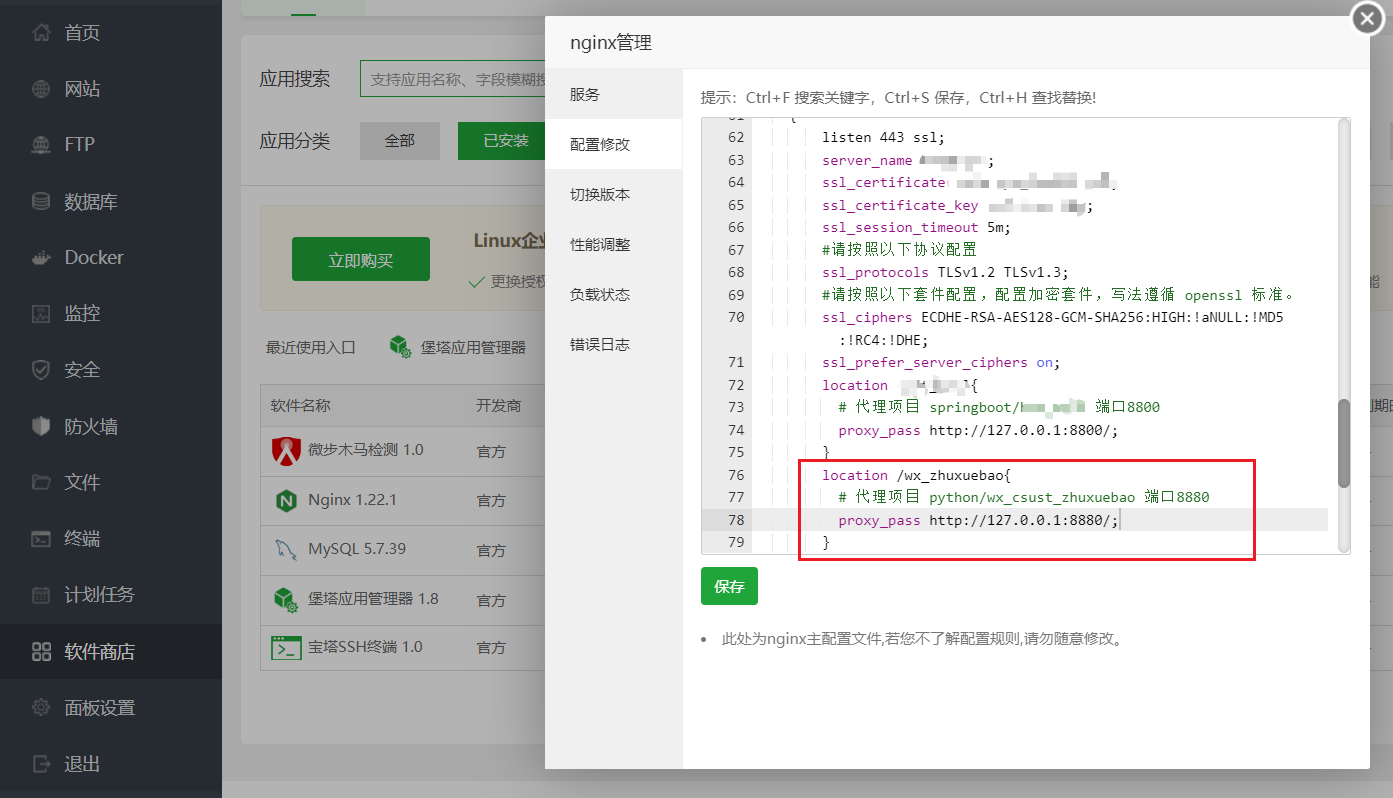 首页
网站
FTP
数据库
Docker
监控
安全
防火墙
文件
终端
计划任务
软件商店
面板设置
退出
应用搜索
支持应用名称、字段模糊搜
应用分类
全部
已安装
立即购买
Linux企业
更换授权
能
最近使用入口
堡塔应用管理器
软件名称
开发商
到期时
微步木马检测 1.0
官方
Nginx 1.22.1
官方
MySQL 5.7.39
官方
堡塔应用管理器 1.8
官方
宝塔SSH终端 1.0
官方
nginx管理
服务
配置修改
切换版本
性能调整
负载状态
错误日志
提示：Ctrl+F 搜索关键字，Ctrl+S 保存，Ctrl+H 查找替换!
61 {
62 listen 443 ssl;
63 server_name ;
64 ssl_certificate
65 ssl_certificate_key ;
66 ssl_session_timeout 5m;
67 #请按照以下协议配置
68 ssl_protocols TLSv1.2 TLSv1.3;
69 #请按照以下套件配置，配置加密套件，写法遵循 openssl 标准。
70 ssl_ciphers ECDHE-RSA-AES128-GCM-SHA256:HIGH:!aNULL:!MD5
:!RC4:!DHE;
71 ssl_prefer_server_ciphers on;
72 location {
73 # 代理项目 springboot/ 端口8800
74 proxy_pass http://127.0.0.1:8800/;
75 }
76 location /wx_zhuxuebao{
77 # 代理项目 python/wx_csust_zhuxuebao 端口8880
78 proxy_pass http://127.0.0.1:8880/;
79 }
保存
此处为nginx主配置文件,若您不了解配置规则,请勿随意修改。